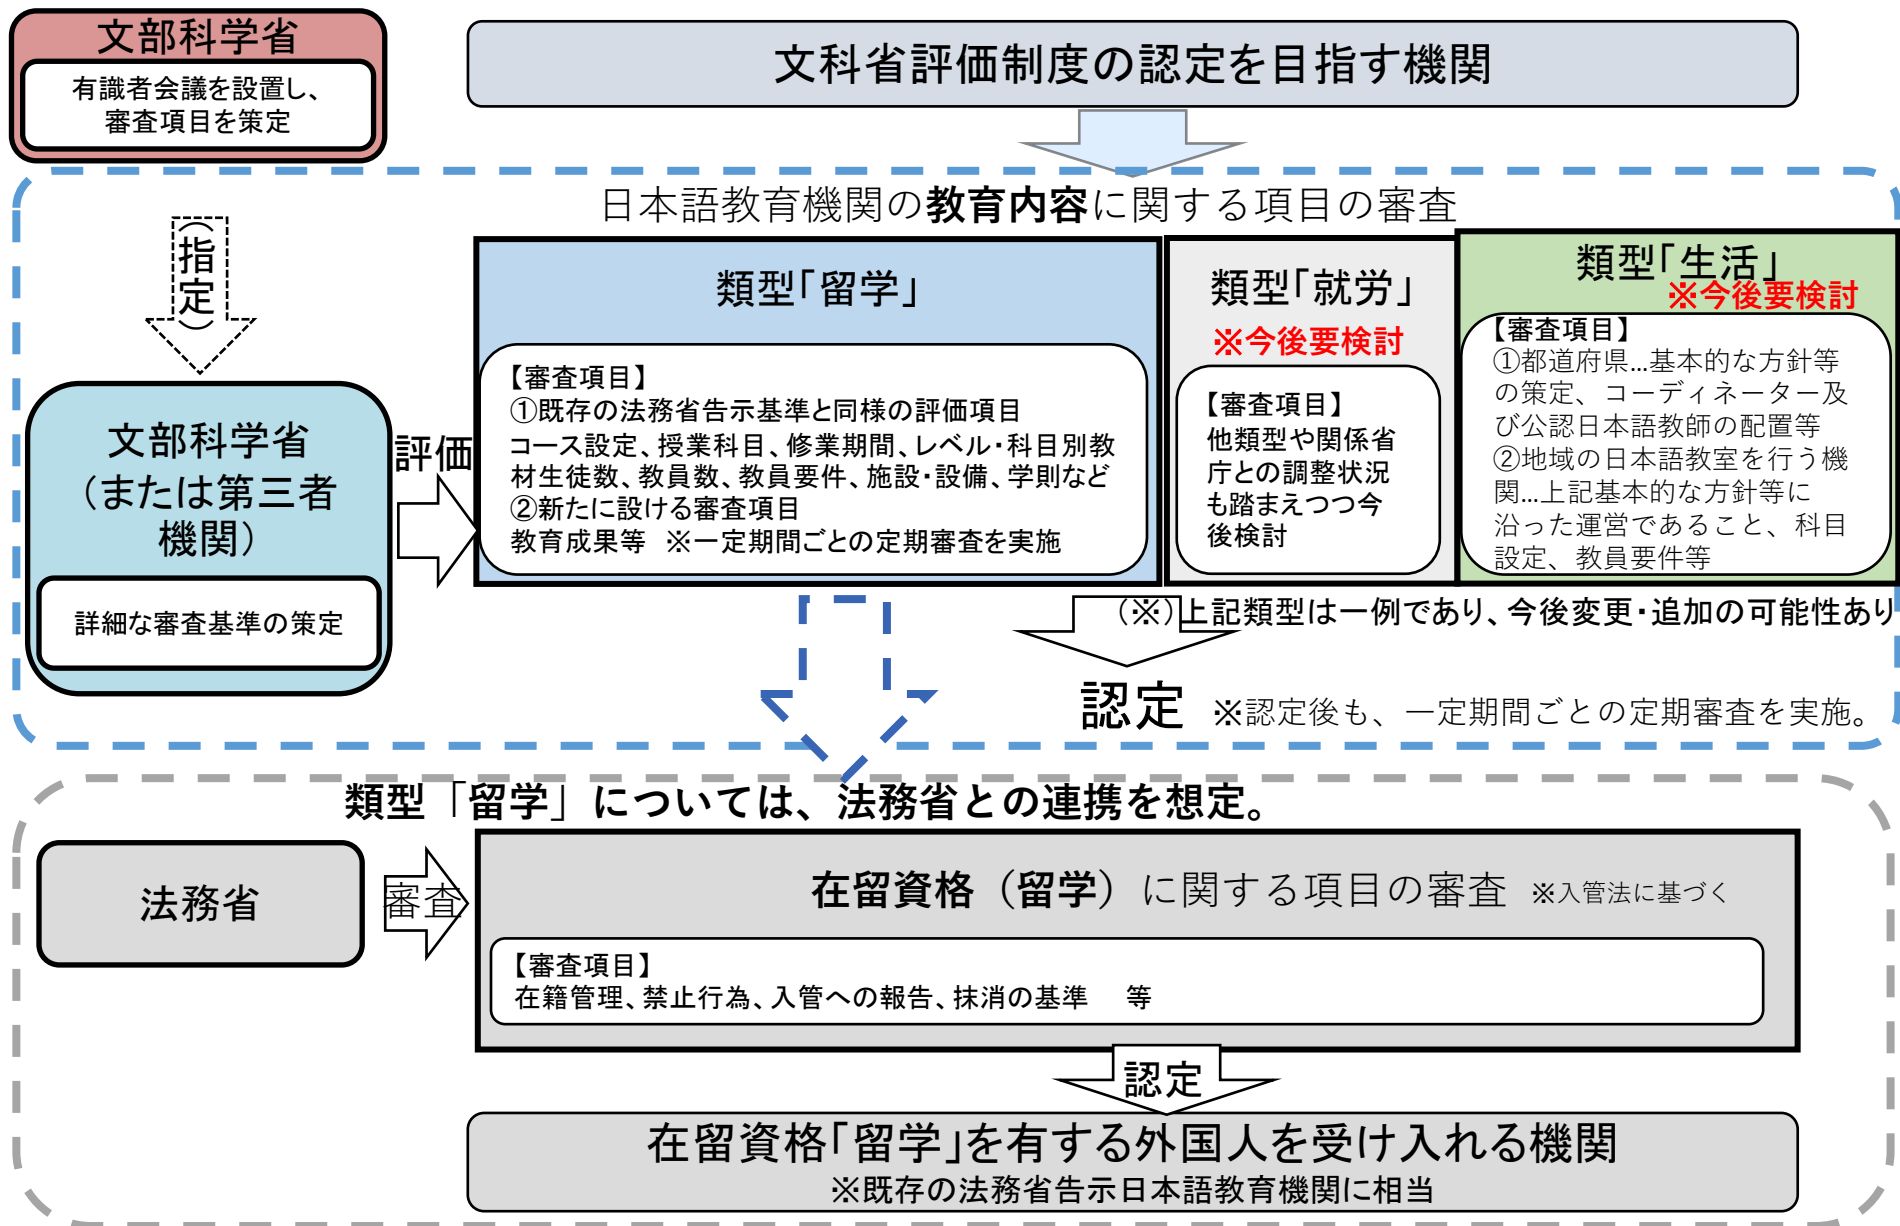 文部科学省
有識者会議を設置し、
審査項目を策定
文科省評価制度の認定を目指す機関
日本語教育機関の教育内容に関する項目の審査
(指定)
文部科学省
(または第三者
機関)
詳細な審査基準の策定
評価
類型「留学」
【審査項目】
①既存の法務省告示基準と同様の評価項目
コース設定、授業科目、修業期間、レベル・科目別教
材生徒数、教員数、教員要件、施設・設備、学則など
②新たに設ける審査項目
教育成果等 ※一定期間ごとの定期審査を実施
類型「就労」
※今後要検討
【審査項目】
他類型や関係省
庁との調整状況
も踏まえつつ今
後検討
類型「生活」
※今後要検討
【審査項目】
①都道府県…基本的な方針等
の策定、コーディネーター及
び公認日本語教師の配置等
②地域の日本語教室を行う機
関…上記基本的な方針等に
沿った運営であること、科目
設定、教員要件等
(※)上記類型は一例であり、今後変更・追加の可能性あり
認定 ※認定後も、一定期間ごとの定期審査を実施。
類型「留学」については、法務省との連携を想定。
法務省
審査
在留資格(留学)に関する項目の審査 ※入管法に基づく
【審査項目】
在籍管理、禁止行為、入管への報告、抹消の基準 等
認定
在留資格「留学」を有する外国人を受け入れる機関
※既存の法務省告示日本語教育機関に相当